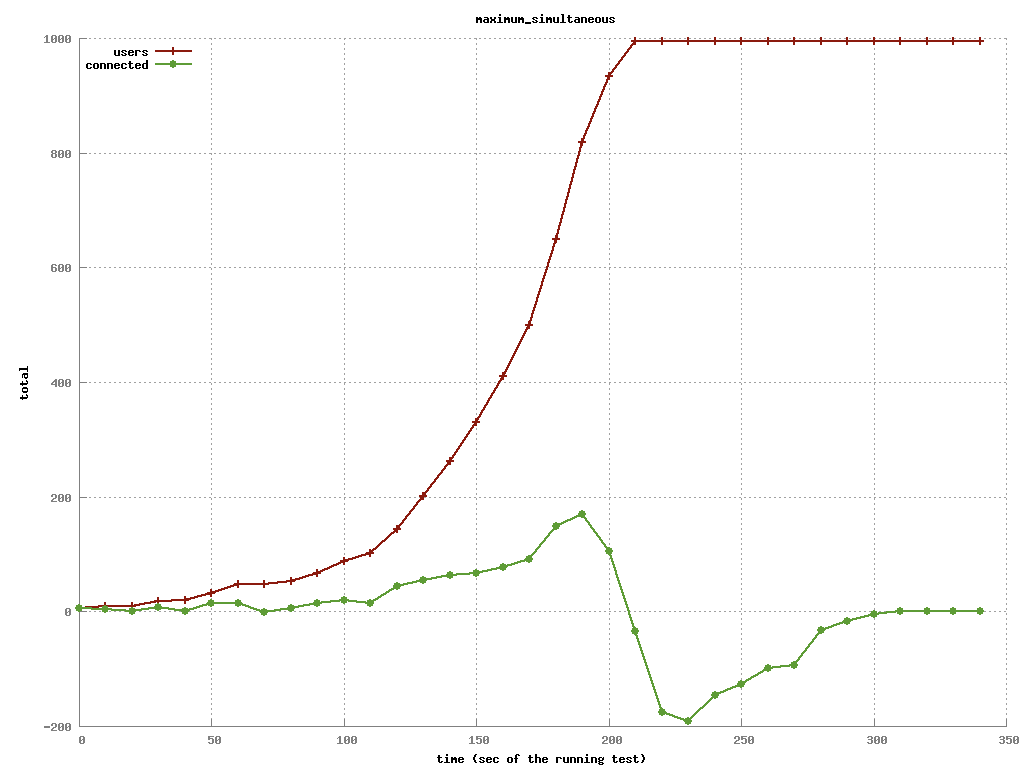 maximum_simultaneous
users
connected
1000
800
600
400
200
0
-200
total
0 50 100 150 200 250 300 350
time (sec of the running test)